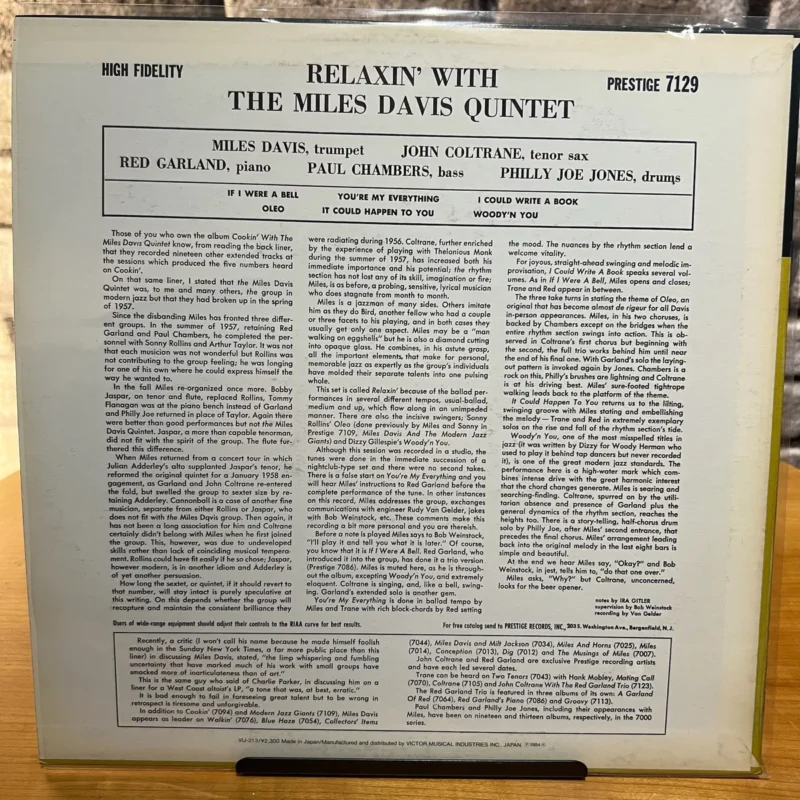 HIGH FIDELITY
RELAXIN' WITH
THE MILES DAVIS QUINTET
PRESTIGE 7129
MILES DAVIS, trumpet JOHN COLTRANE, tenor sax
RED GARLAND, piano PAUL CHAMBERS, bass PHILLY JOE JONES, drums
IF I WERE A BELL YOU'RE MY EVERYTHING I COULD WRITE A BOOK
OLEO IT COULD HAPPEN TO YOU WOODY'N YOU
Those of you who own the album Cookin' With The
Miles Davis Quintet know, from reading the back liner,
that they recorded nineteen other extended tracks at
the sessions which produced the five numbers heard
on Cookin'.
On that same liner, I stated that the Miles Davis
Quintet was, to me and many others, the group in
modern jazz but that they had broken up in the spring
of 1957.
Since the disbanding Miles has fronted three differ-
ent groups. In the summer of 1957, retaining Red
Garland and Paul Chambers, he completed the per-
sonnel with Sonny Rollins and Arthur Taylor. It was not
that each musician was not wonderful but Rollins was
not contributing to the group feeling; he was longing
for one of his own where he could express himself the
way he wanted to.
In the fall Miles re-organized once more. Bobby
Jaspar, on tenor and flute, replaced Rollins, Tommy
Flanagan was at the piano bench instead of Garland
and Philly Joe returned in place of Taylor. Again there
were better than good performances but not the Miles
Davis Quintet. Jaspar, a more than capable tenorman,
did not fit with the spirit of the group. The flute fur-
thered this difference.
When Miles returned from a concert tour in which
Julian Adderley's alto supplanted Jaspar's tenor, he
reformed the original quintet for a January 1958 en-
gagement, as Garland and John Coltrane re-entered
the fold, but swelled the group to sextet size by re-
taining Adderley. Cannonball is a case of another fine
musician, separate from either Rollins or Jaspar, who
does not fit with the Miles Davis group. Then again, it
has not been a long association for him and Coltrane
certainly didn't belong with Miles when he first joined
the group. This, however, was due to undeveloped
skills rather than lack of coinciding musical tempera-
ment. Rollins could have fit easily if he so chose; Jaspar,
however modern, is in another idiom and Adderley is
of yet another persuasion.
How long the sextet, or quintet, if it should revert to
that number, will stay intact is purely speculative at
this writing. On this depends whether the group will
recapture and maintain the consistent brilliancy they
were radiating during 1956. Coltrane, further enriched
by the experience of playing with Thelonious Monk
during the summer of 1957, has increased both his
immediate importance and his potential; the rhythm
section has not lost any of its skill, imagination or fire;
Miles is, as before, a probing, sensitive, lyrical musician
who does not stagnate from month to month.
Miles is a jazzman of many sides. Others imitate
him as they do Bird, another fellow who had a couple
or three facets to his playing, and in both cases they
usually get only one aspect. Miles may be a "man
walking on eggshells" but he is also a diamond cutting
into opaque glass. He combines, in his astute grasp,
all the important elements, that make for personal,
memorable jazz as expertly as the group's individuals
have molded their separate talents into one pulsing
whole.
This set is called Relaxin' because of the ballad per-
formances in several different tempos, usual-ballad,
medium and up, which flow along in an unimpeded
manner. There are also the incisive swingers, Sonny
Rollins' Oleo (done previously by Miles and Sonny in
Prestige 7109, Miles Davis And The Modern Jazz
Giants) and Dizzy Gillespie's Woody'n You.
Although this session was recorded in a studio, the
tunes were done in the immediate succession of a
nightclub-type set and there were no second takes.
There is a false start on You're My Everything and you
will hear Miles' instructions to Red Garland before the
complete performance of the tune. In other instances
on this record, Miles addresses the group, exchanges
communications with engineer Rudy Van Gelder, jokes
with Bob Weinstock, etc. These comments make this
recording a bit more personal and you are therein.
Before a note is played Miles says to Bob Weinstock,
"I'll play it and tell you what it is later." Of course,
you know that it is If I Were A Bell. Red Garland, who
introduced it into the group, has done it a trio version
(Prestige 7086). Miles is muted here, as he is through-
out the album, excepting Woody'n You, and extremely
eloquent. Coltrane is singing, and, like a bell, swing-
ing. Garland's extended solo is another gem.
You're My Everything is done in ballad tempo by
Miles and Trane with rich block-chords by Red setting
the mood. The nuances by the rhythm section lend a
welcome vitality.
For joyous, straight-ahead swinging and melodic im-
provisation, I Could Write A Book speaks several vol-
umes. As in If I Were A Bell, Miles opens and closes;
Trane and Red appear in between.
The three take turns in stating the theme of Oleo, an
original that has become almost de rigeur for all Davis
in-person appearances. Miles, in his two choruses, is
backed by Chambers except on the bridges when the
entire rhythm section swings into action. This is ob-
served in Coltrane's first chorus but beginning with
the second, the full trio works behind him until near
the end of his final one. With Garland's solo the laying-
out pattern is invoked again by Jones. Chambers is a
rock on this, Philly's brushes are lightning and Coltrane
is at his driving best. Miles' sure-footed tightrope
walking leads back to the platform of the theme.
It Could Happen To You returns us to the lilting,
swinging groove with Miles stating and embellishing
the melody — Trane and Red in extremely exemplary
solos on the rise and fall of the rhythm section's tide.
Woody'n You, one of the most misspelled titles in
jazz (it was written by Dizzy for Woody Herman who
used to play it behind tap dancers but never recorded
it), is one of the great modern jazz standards. The
performance here is a high-water mark which com-
bines intense drive with the great harmonic interest
that the chord changes generate. Miles is searing and
searching-finding. Coltrane, spurred on by the utili-
tarian absence and presence of Garland plus the
general dynamics of the rhythm section, reaches the
heights too. There is a story-telling, half-chorus drum
solo by Philly Joe, after Miles' second entrance, that
precedes the final chorus. Miles' arrangement leading
back into the original melody in the last eight bars is
simple and beautiful.
At the end we hear Miles say, "Okay?" and Bob
Weinstock, in jest, tells him to, "do that one over."
Miles asks, "Why?" but Coltrane, unconcerned,
looks for the beer opener.
notes by IRA GITLER
supervision by Bob Weinstock
recording by Van Gelder
Users of wide-range equipment should adjust their controls to the RIAA curve for best results.
For free catalog send to PRESTIGE RECORDS, INC., 203 S. Washington Ave., Bergenfield, N.J.
Recently, a critic (I won't call his name because he made himself foolish
enough in the Sunday New York Times, a far more public place than this
liner) in discussing Miles Davis, stated, "the limp whispering and fumbling
uncertainty that have marked much of his work with small groups have
smacked more of inarticulateness than of art."
This is the same guy who said of Charlie Parker, in discussing him on a
liner for a West Coast altoist's LP, "a tone that was, at best, erratic."
It is bad enough to fail in foreseeing great talent but to be wrong in
retrospect is tiresome and unforgivable.
In addition to Cookin' (7094) and Modern Jazz Giants (7109), Miles Davis
appears as leader on Walkin' (7076), Blue Haze (7054), Collectors' Items
(7044), Miles Davis and Milt Jackson (7034), Miles And Horns (7025), Miles
(7014), Conception (7013), Dig (7012) and The Musings of Miles (7007).
John Coltrane and Red Garland are exclusive Prestige recording artists
and have each led several dates.
Trane can be heard on Two Tenors (7043) with Hank Mobley, Mating Call
(7070), Coltrane (7105) and John Coltrane With The Red Garland Trio (7123).
The Red Garland Trio is featured in three albums of its own: A Garland
Of Red (7064), Red Garland's Piano (7086) and Groovy (7113).
Paul Chambers and Philly Joe Jones, including their appearances with
Miles, have been on nineteen and thirteen albums, respectively, in the 7000
series.
VIJ-213/¥2,300 Made in Japan/Manufactured and distributed by VICTOR MUSICAL INDUSTRIES INC. JAPAN